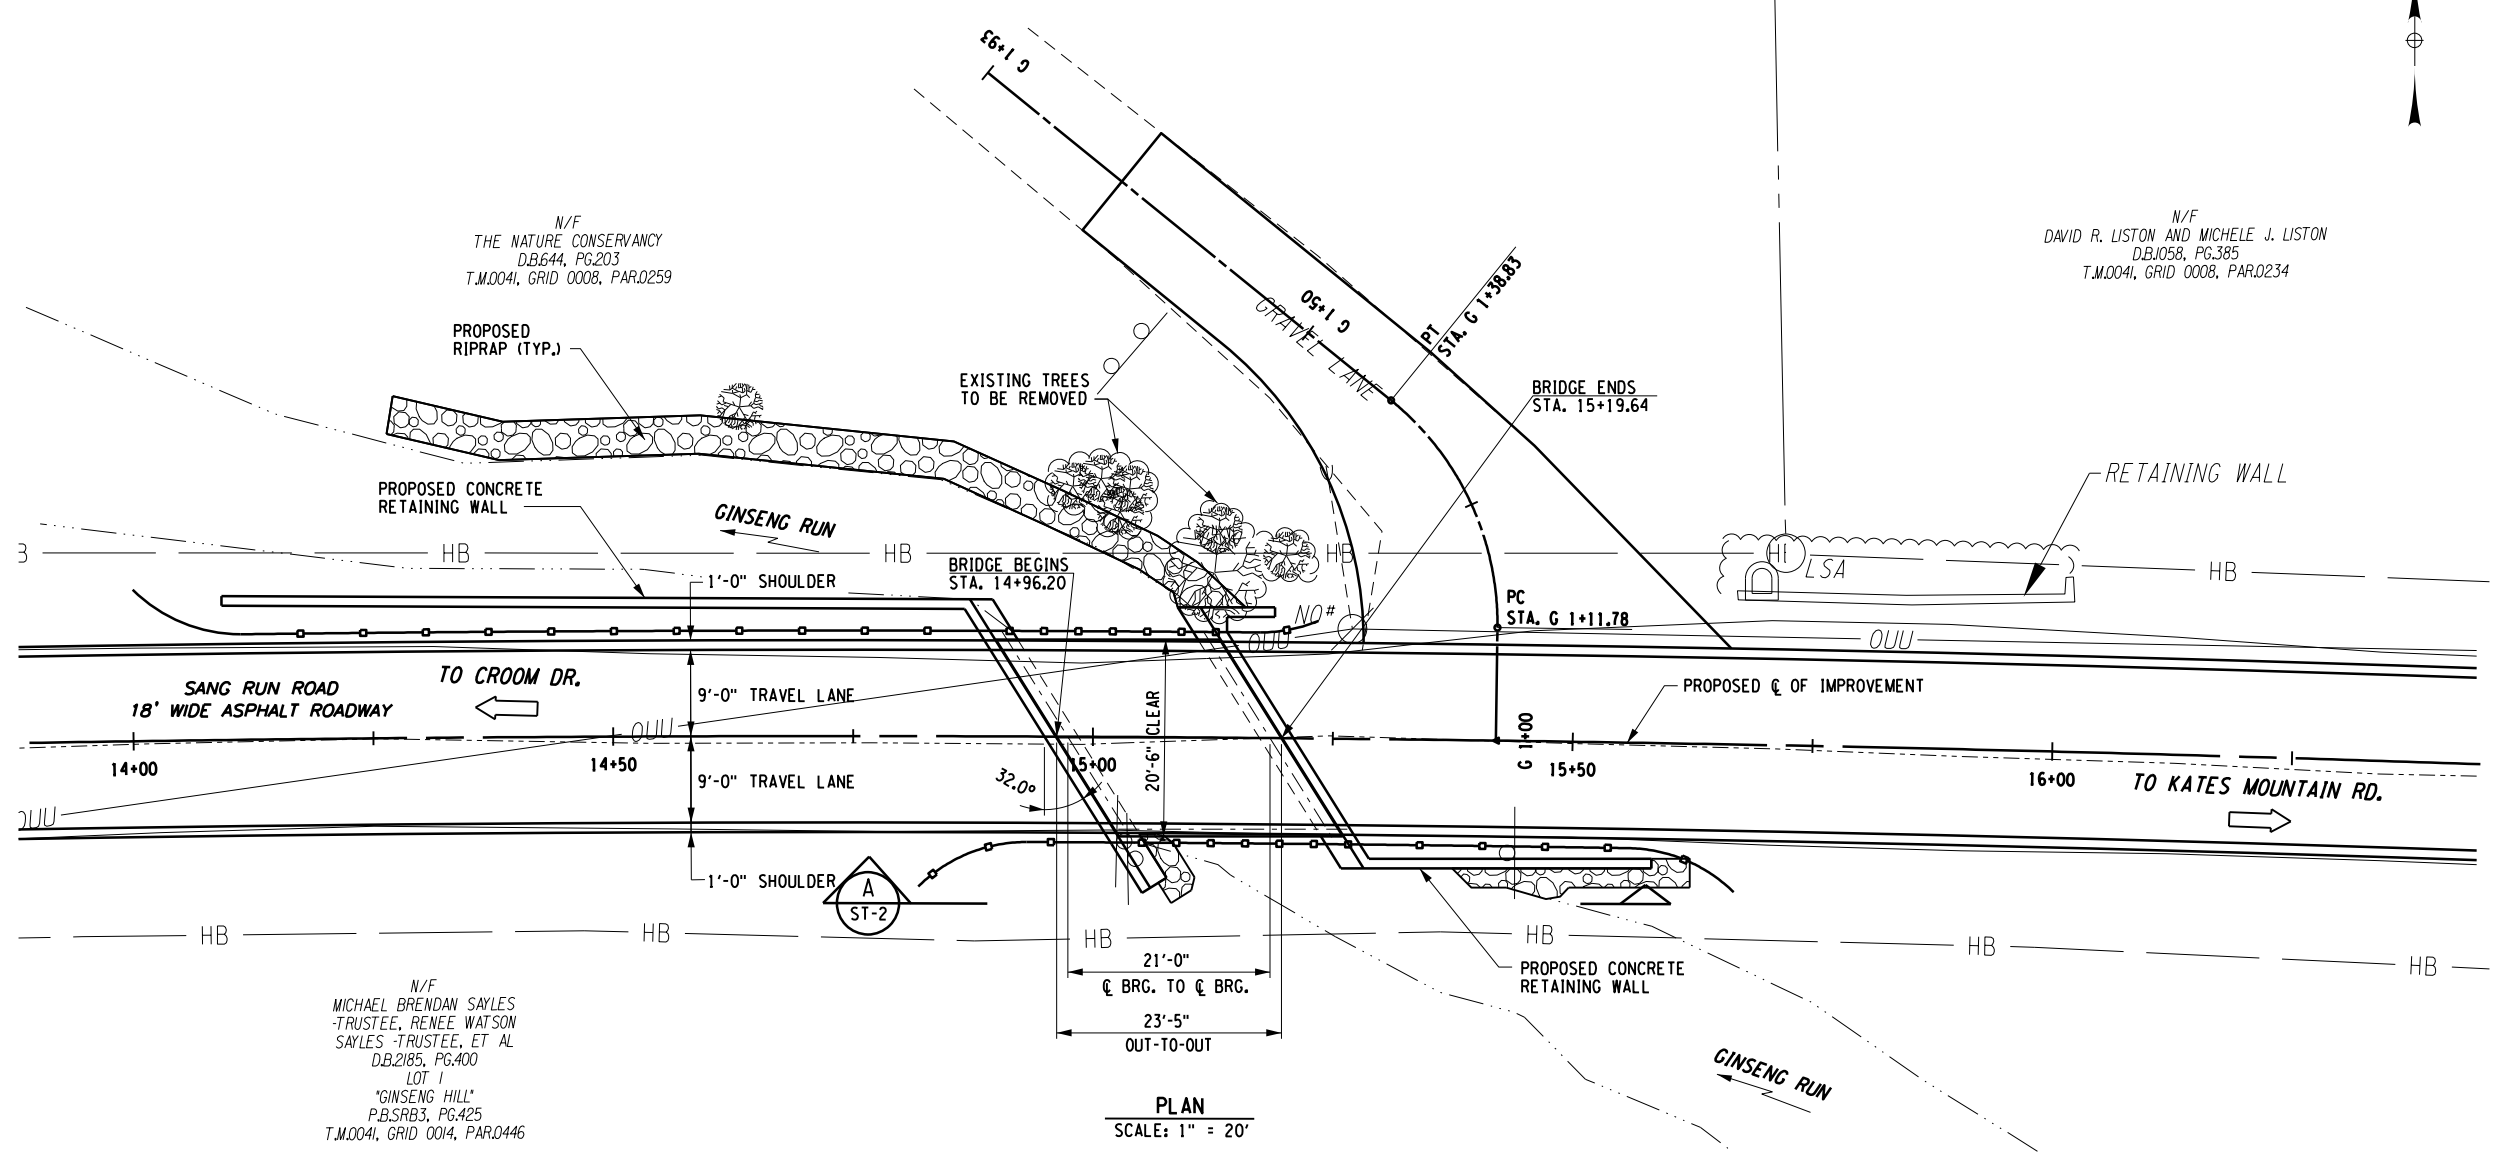 G 1+93
N/F
THE NATURE CONSERVANCY
D.B.644, PG.203
T.M.0041, GRID 0008, PAR.0259
N/F
DAVID R. LISTON AND MICHELE J. LISTON
D.B.1058, PG.385
T.M.0041, GRID 0008, PAR.0234
PROPOSED
RIPRAP (TYP.)
G 1+50
GRAVEL LANE
PT
STA. G 1+38.83
EXISTING TREES
TO BE REMOVED
BRIDGE ENDS
STA. 15+19.64
PROPOSED CONCRETE
RETAINING WALL
GINSENG RUN
RETAINING WALL
HB
HB
HB
HB
HB
LSA
BRIDGE BEGINS
STA. 14+96.20
1'-0" SHOULDER
NO#
PC
STA. G 1+11.78
OUU
OUU
TO CROOM DR.
SANG RUN ROAD
18' WIDE ASPHALT ROADWAY
9'-0" TRAVEL LANE
20'-6" CLEAR
PROPOSED ℄ OF IMPROVEMENT
OUU
G 1+00
14+00
14+50
15+00
15+50
16+00
9'-0" TRAVEL LANE
32.0°
TO KATES MOUNTAIN RD.
OUU
1'-0" SHOULDER
A
ST-2
HB
HB
HB
HB
HB
HB
21'-0"
℄ BRG. TO ℄ BRG.
PROPOSED CONCRETE
RETAINING WALL
23'-5"
OUT-TO-OUT
N/F
MICHAEL BRENDAN SAYLES
-TRUSTEE, RENEE WATSON
SAYLES -TRUSTEE, ET AL
D.B.2185, PG.400
LOT 1
"GINSENG HILL"
P.B.SRB3, PG.425
T.M.0041, GRID 0014, PAR.0446
GINSENG RUN
PLAN
SCALE: 1" = 20'